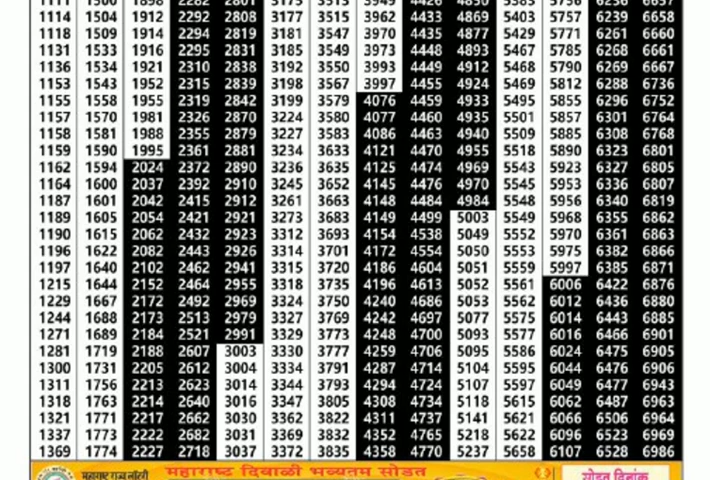 1114 1504 1912 2292 2808 3177 3515 3962 4433 4869 5403 5757 6239 6658
1118 1509 1914 2294 2819 3181 3547 3970 4435 4877 5429 5771 6261 6660
1131 1533 1916 2295 2831 3185 3549 3973 4448 4893 5467 5785 6268 6661
1136 1534 1921 2310 2838 3192 3550 3993 4449 4912 5468 5790 6269 6667
1153 1543 1952 2315 2839 3198 3567 3997 4455 4924 5469 5812 6288 6736
1155 1558 1955 2319 2842 3199 3579 4076 4459 4933 5495 5855 6296 6752
1157 1570 1981 2326 2870 3224 3580 4077 4460 4935 5501 5857 6301 6764
1158 1581 1988 2355 2879 3227 3583 4086 4463 4940 5509 5885 6308 6768
1159 1590 1995 2361 2881 3234 3633 4121 4470 4955 5518 5890 6323 6801
1162 1594 2024 2372 2890 3236 3635 4125 4474 4969 5543 5923 6327 6805
1164 1600 2037 2392 2910 3245 3652 4145 4476 4970 5545 5953 6336 6807
1187 1601 2042 2415 2912 3261 3663 4148 4484 4984 5548 5956 6340 6819
1189 1605 2054 2421 2921 3273 3683 4149 4499 5003 5549 5968 6355 6862
1190 1615 2062 2432 2923 3312 3693 4154 4538 5049 5552 5970 6361 6863
1196 1622 2082 2443 2926 3314 3701 4172 4554 5050 5553 5975 6382 6866
1197 1640 2102 2462 2941 3315 3720 4186 4604 5051 5559 5997 6385 6871
1215 1644 2152 2464 2955 3318 3735 4196 4613 5052 5561 6006 6422 6876
1229 1667 2172 2492 2969 3324 3750 4240 4686 5053 5562 6012 6436 6880
1244 1688 2173 2513 2979 3327 3769 4242 4697 5077 5575 6014 6443 6885
1271 1689 2184 2521 2991 3329 3773 4248 4700 5093 5577 6016 6466 6901
1281 1719 2188 2607 3003 3330 3777 4259 4706 5095 5586 6024 6475 6905
1300 1731 2205 2612 3004 3334 3791 4287 4714 5104 5595 6044 6476 6906
1311 1756 2213 2623 3014 3344 3793 4294 4724 5107 5597 6049 6477 6943
1318 1763 2214 2640 3016 3347 3805 4308 4734 5118 5615 6062 6487 6963
1321 1771 2217 2662 3030 3362 3822 4311 4737 5141 5621 6066 6506 6964
1337 1773 2222 2682 3031 3369 3832 4352 4765 5218 5622 6096 6523 6969
1369 1774 2227 2718 3037 3372 3835 4358 4770 5237 5658 6107 6528 6986
महाराष्ट्र राज्य लॉटरी महाराष्ट्र दिवाळी भव्यतम सोडत सोडत दिनांक